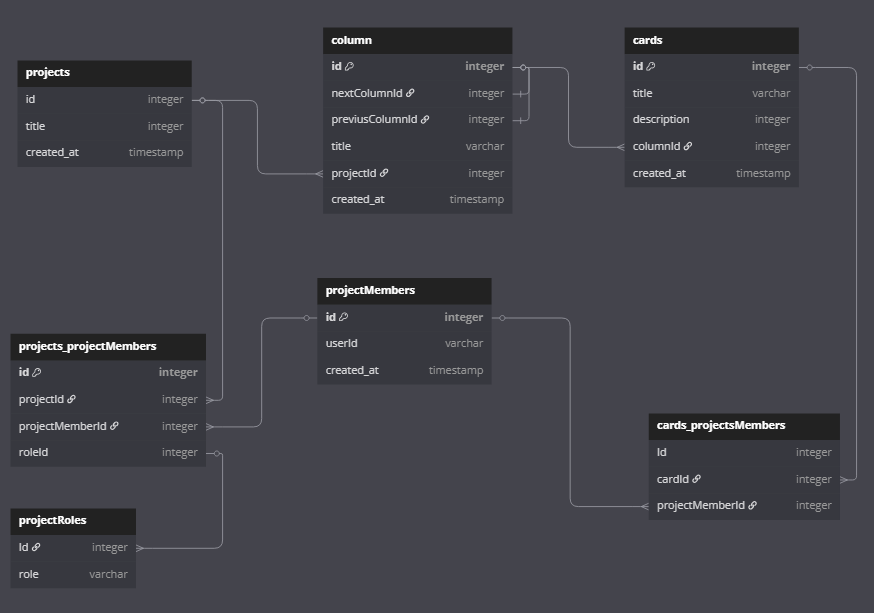 projects
id integer
title integer
created_at timestamp
column
id integer
nextColumnId integer
previusColumnId integer
title varchar
projectId integer
created_at timestamp
cards
id integer
title varchar
description integer
columnId integer
created_at timestamp
projectMembers
id integer
userId varchar
created_at timestamp
projects_projectMembers
id integer
projectId integer
projectMemberId integer
roleId integer
cards_projectsMembers
Id integer
cardId integer
projectMemberId integer
projectRoles
Id integer
role varchar